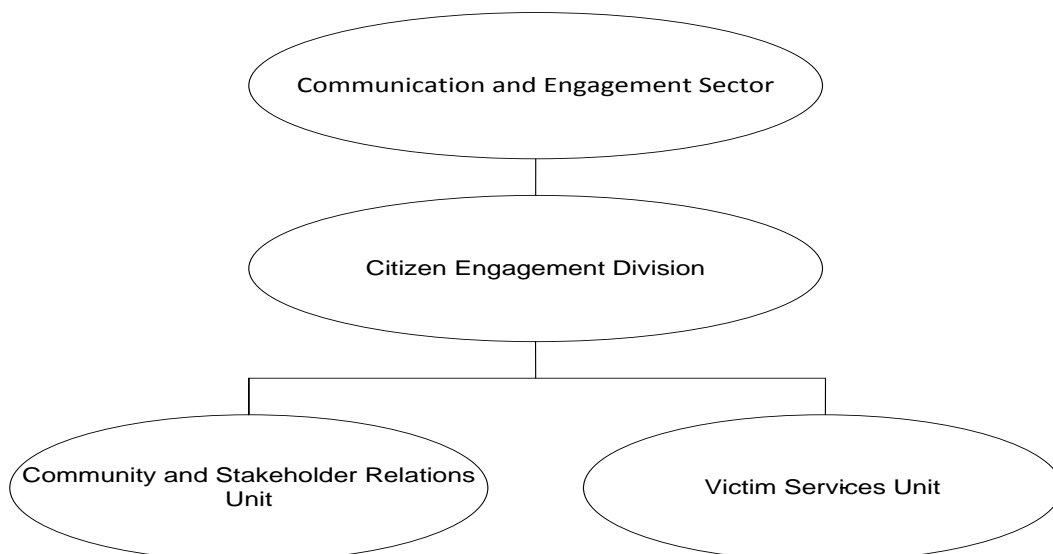 Communication and Engagement Sector
Citizen Engagement Division
Community and Stakeholder Relations
Unit
Victim Services Unit